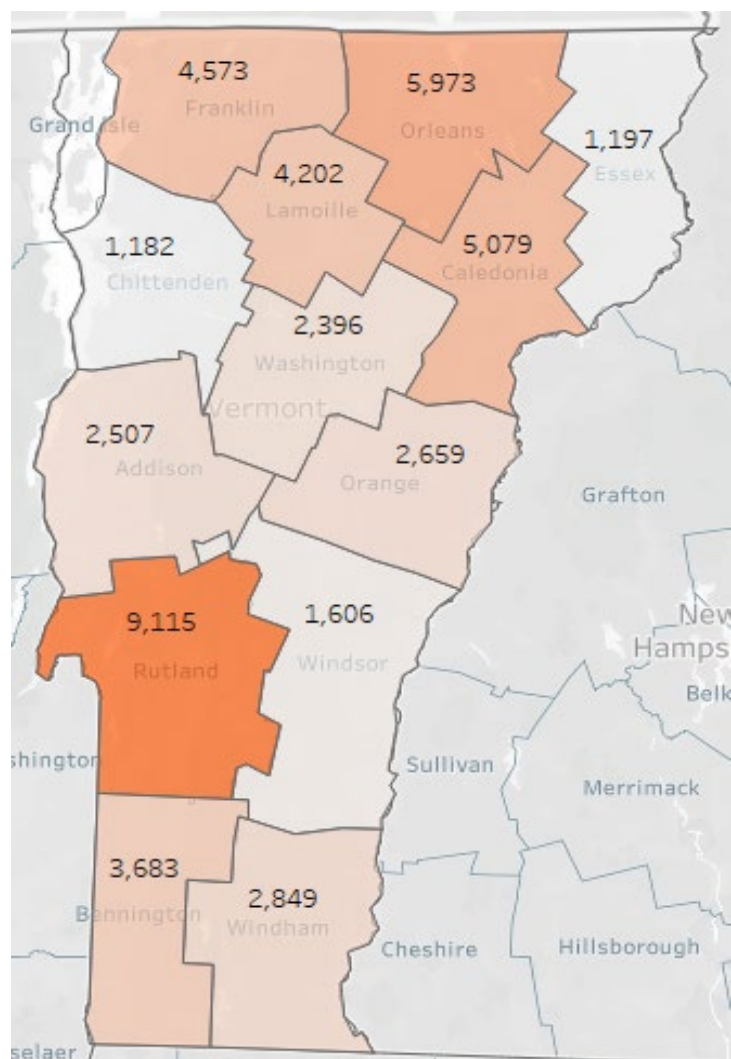 4,573
Franklin
5,973
Orleans
Grand Isle
1,197
Essex
4,202
Lamoille
1,182
Chittenden
5,079
Caledonia
2,396
Washington
Vermont
2,507
Addison
2,659
Orange
Grafton
9,115
Rutland
1,606
Windsor
New
Hamps
Belk
shington
Sullivan
Merrimack
3,683
Bennington
2,849
Windham
Cheshire
Hillsborough
selaer